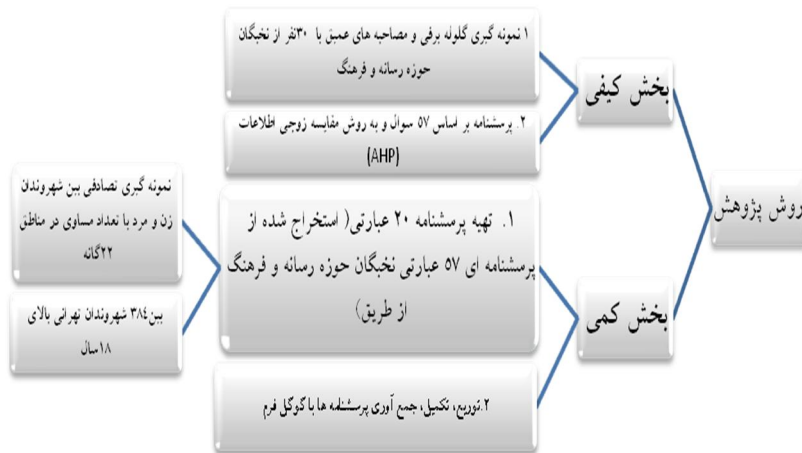 روش پژوهش
بخش کیفی
۱ نمونه گیری گلوله برفی و مصاحبه های عمیق با ۳۰نفر از نخبگان
حوزه رسانه و فرهنگ
۲. پرسشنامه بر اساس ۵۷ سوال و به روش مقایسه زوجی اطلاعات
(AHP)
بخش کمی
۱. تهیه پرسشنامه ۲۰ عبارتی( استخراج شده از
پرسشنامه ای ۵۷ عبارتی نخبگان حوزه رسانه و فرهنگ
از طریق)
نمونه گیری تصادفی بین شهروندان
زن و مرد با تعداد مساوی در مناطق
۲۲گانه
بین۳۸٤ شهروندان تهرانی بالای
۱۸سال
۲.توزیع، تکمیل، جمع آوری پرسشنامه ها با گوگل فرم